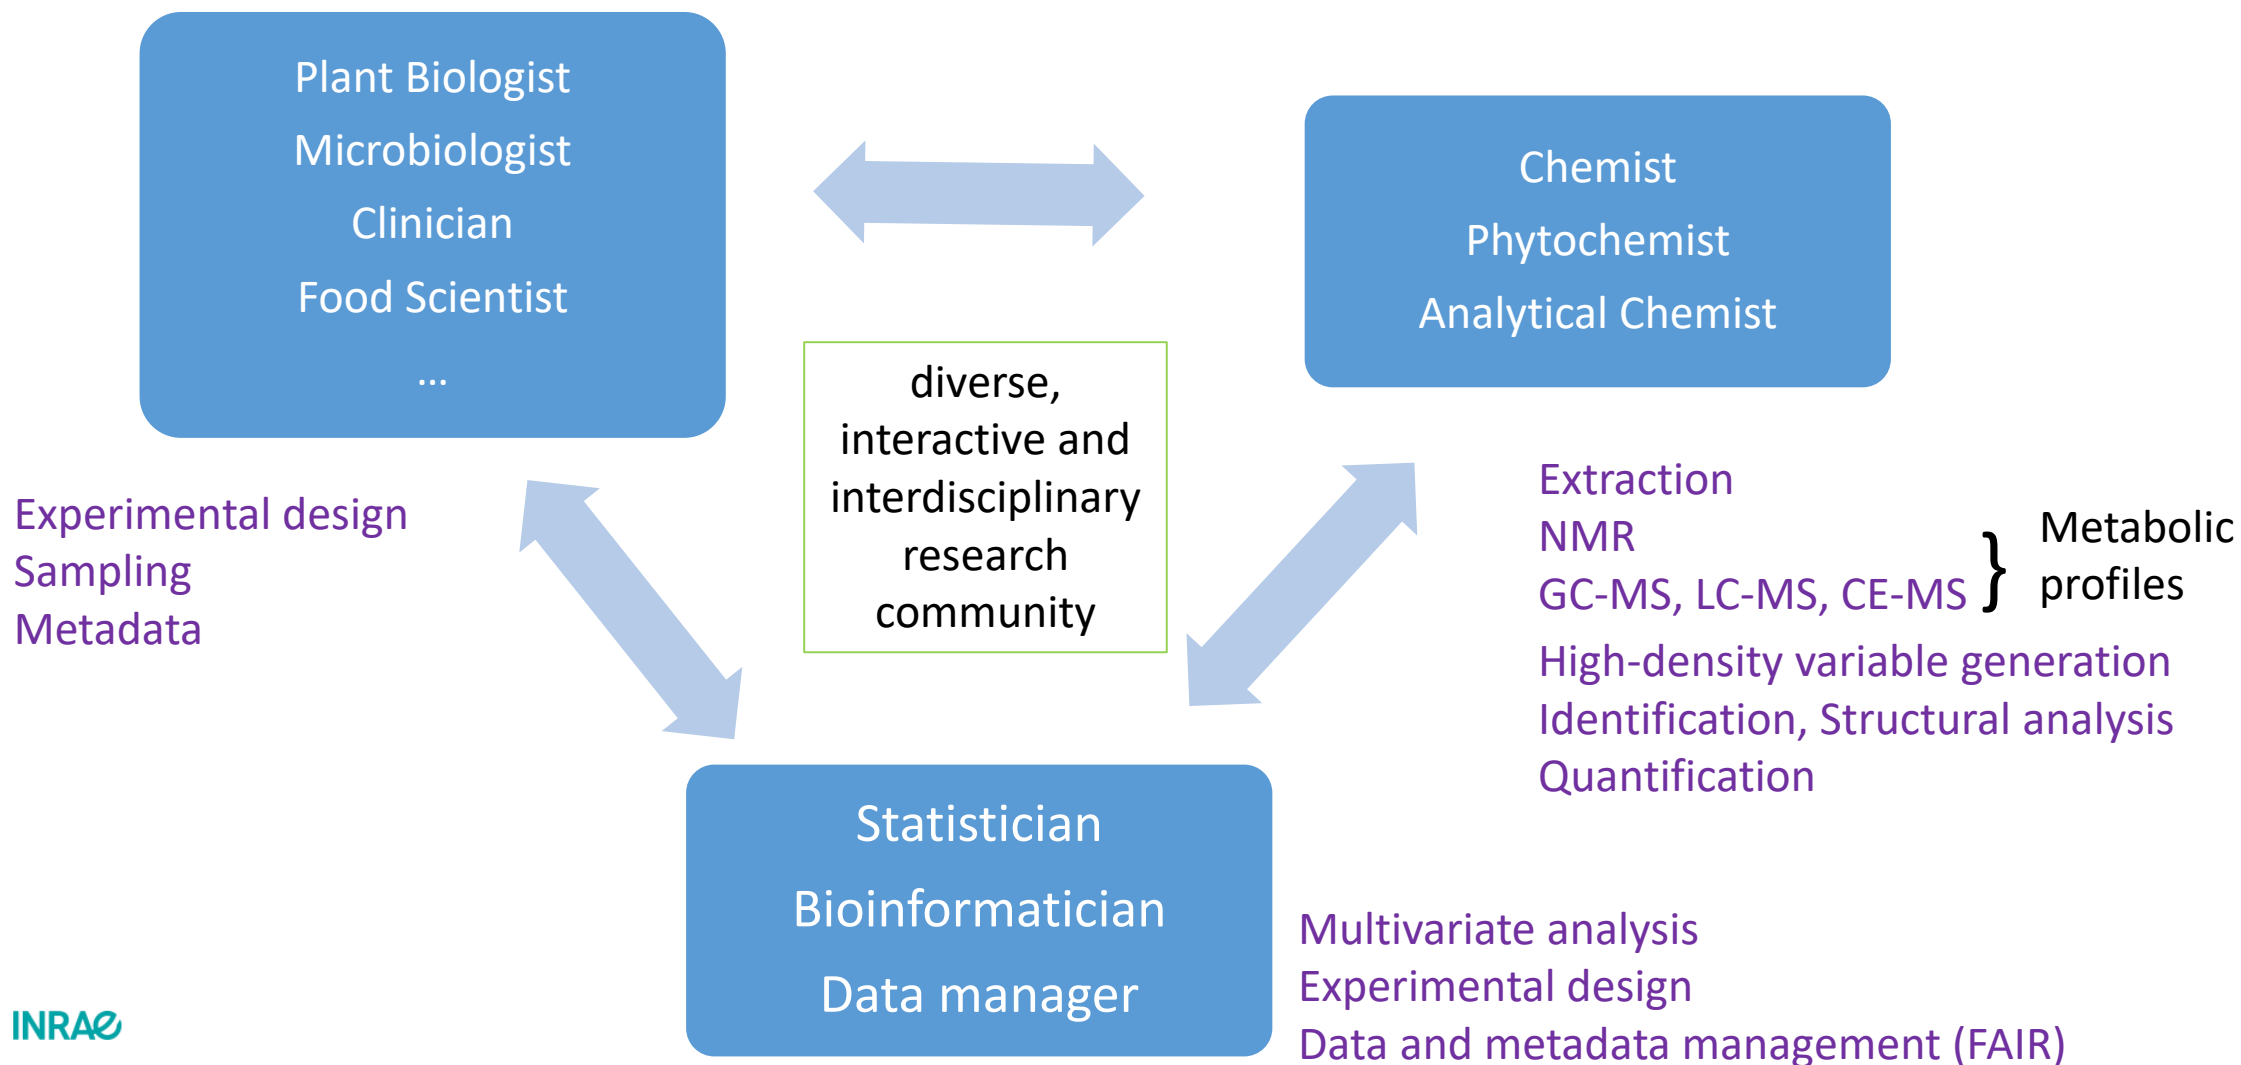 Plant Biologist
Microbiologist
Clinician
Food Scientist
...
Chemist
Phytochemist
Analytical Chemist
diverse,
interactive and
interdisciplinary
research
community
Experimental design
Sampling
Metadata
Extraction
NMR
GC-MS, LC-MS, CE-MS }
Metabolic
profiles
High-density variable generation
Identification, Structural analysis
Quantification
Statistician
Bioinformatician
Data manager
Multivariate analysis
Experimental design
Data and metadata management (FAIR)
INRAE